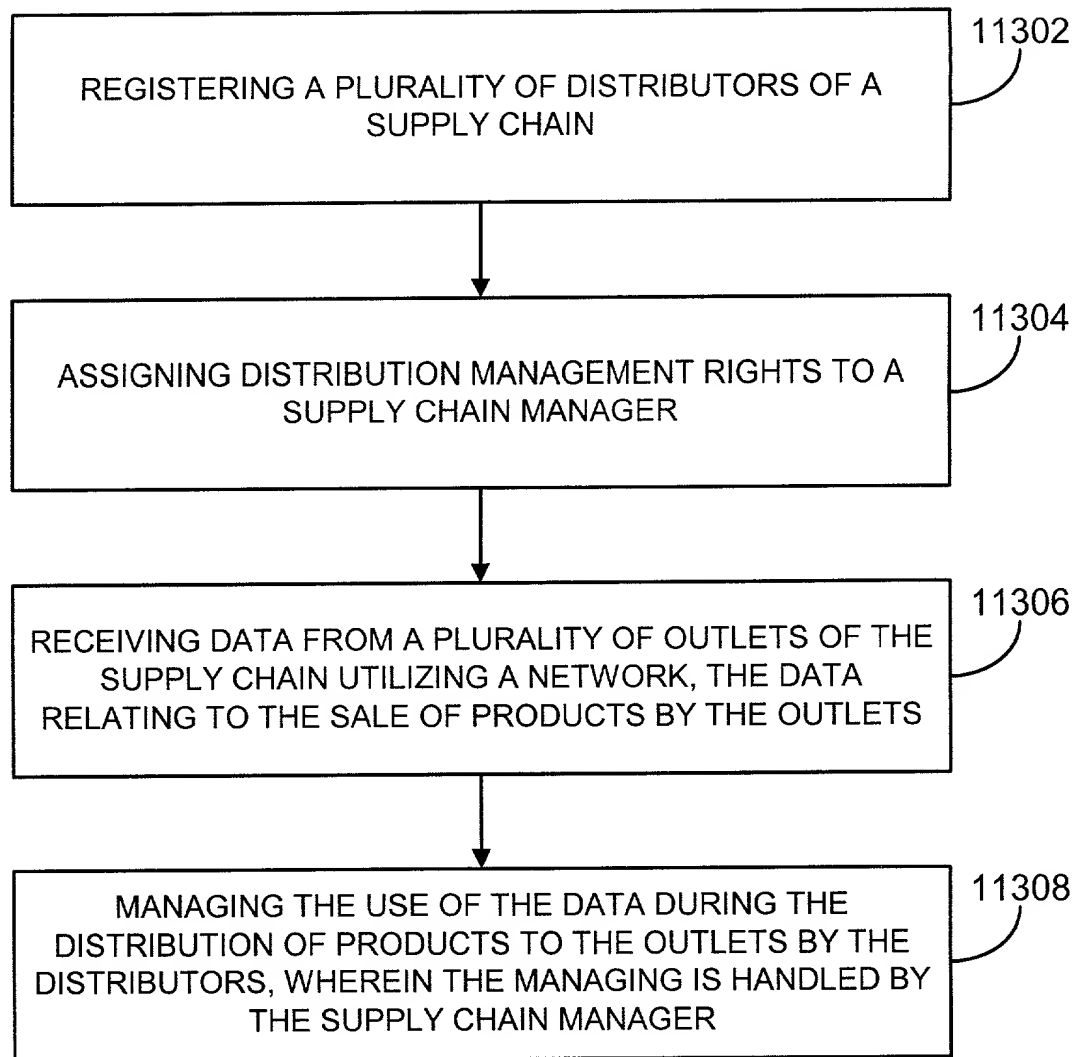 11302
REGISTERING A PLURALITY OF DISTRIBUTORS OF A
SUPPLY CHAIN
11304
ASSIGNING DISTRIBUTION MANAGEMENT RIGHTS TO A
SUPPLY CHAIN MANAGER
11306
RECEIVING DATA FROM A PLURALITY OF OUTLETS OF THE
SUPPLY CHAIN UTILIZING A NETWORK, THE DATA
RELATING TO THE SALE OF PRODUCTS BY THE OUTLETS
11308
MANAGING THE USE OF THE DATA DURING THE
DISTRIBUTION OF PRODUCTS TO THE OUTLETS BY THE
DISTRIBUTORS, WHEREIN THE MANAGING IS HANDLED BY
THE SUPPLY CHAIN MANAGER